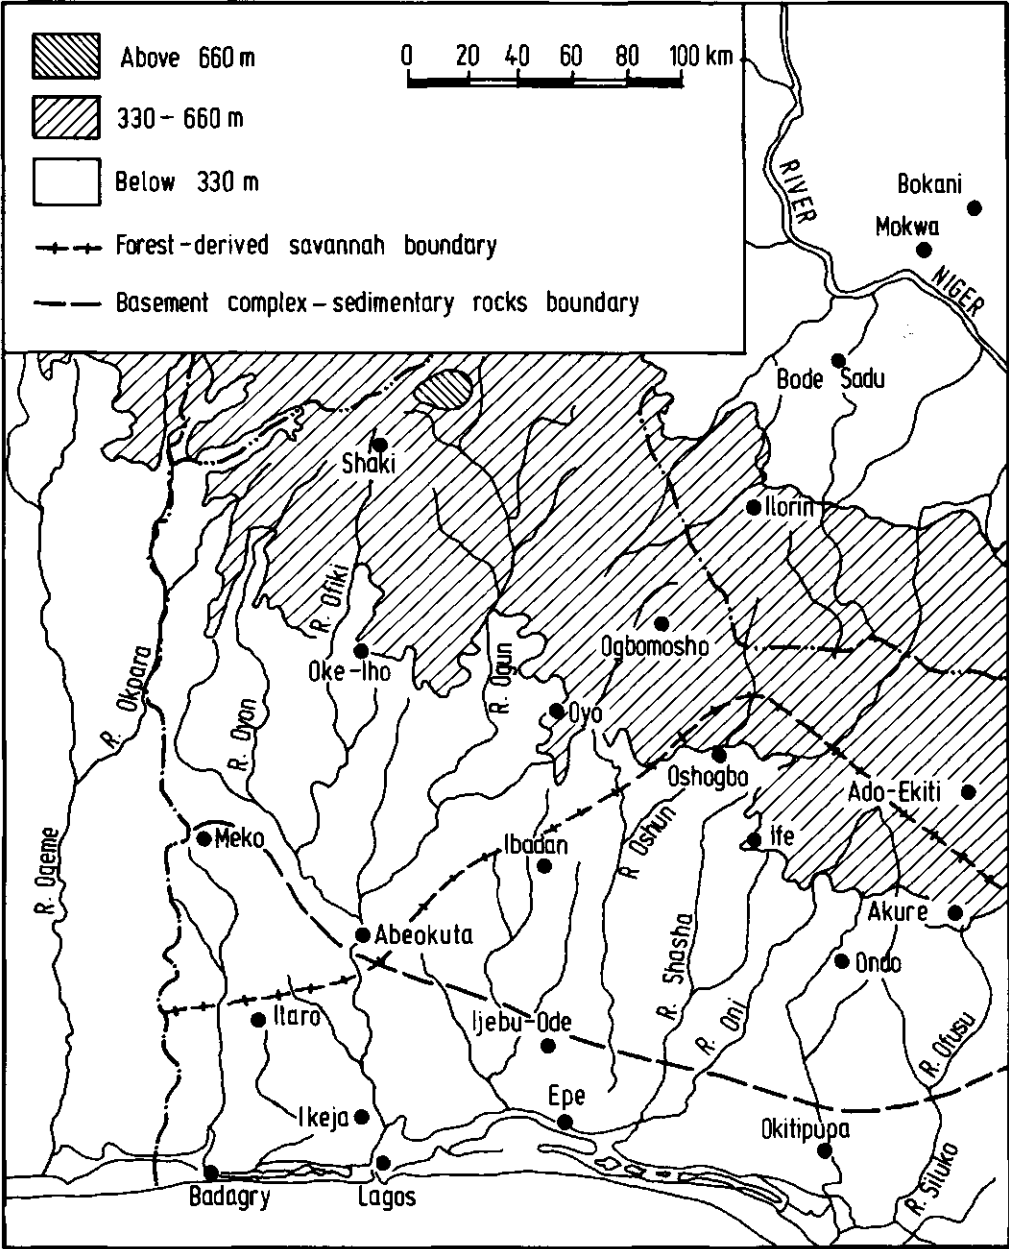 Above 660 m
330 - 660 m
Below 330 m
Forest-derived savannah boundary
Basement complex - sedimentary rocks boundary
0 20 40 60 80 100 km
RIVER
NIGER
Bokani
Mokwa
Bode Sadu
Shaki
Ilorin
R. Ofiki
Ogbomosho
Oke-Iho
R. Ogun
R. Okpara
R. Oyan
Oyo
Oshogbo
Ado-Ekiti
Meko
Ibadan
R Oshun
Ife
R. Ogeme
Akure
Abeokuta
Ondo
R. Shasha
Itaro
Ijebu-Ode
R. Oni
R. Ofusu
Ikeja
Epe
Okitipupa
Badagry
Lagos
R. Siluko